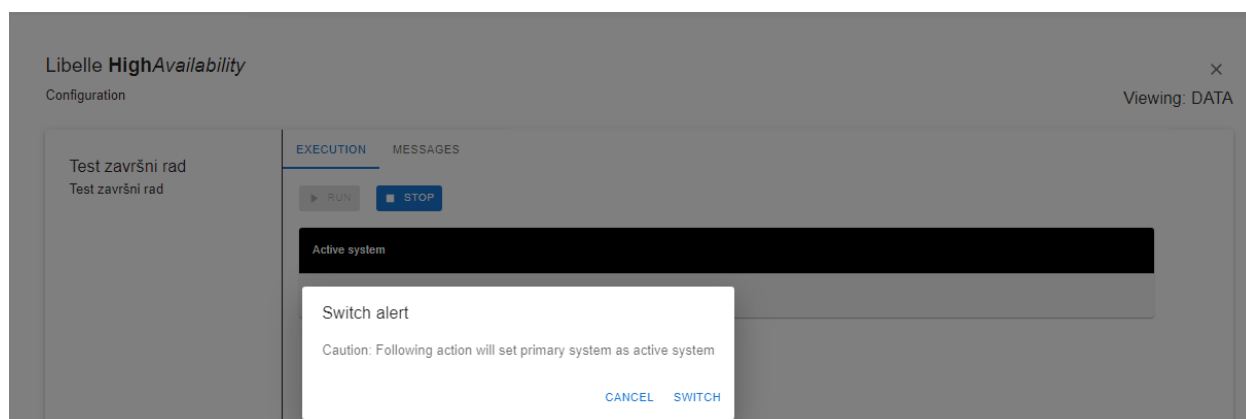 Libelle HighAvailability
Configuration
Viewing: DATA
Test završni rad
Test završni rad
EXECUTION MESSAGES
RUN STOP
Active system
Switch alert
Caution: Following action will set primary system as active system
CANCEL SWITCH